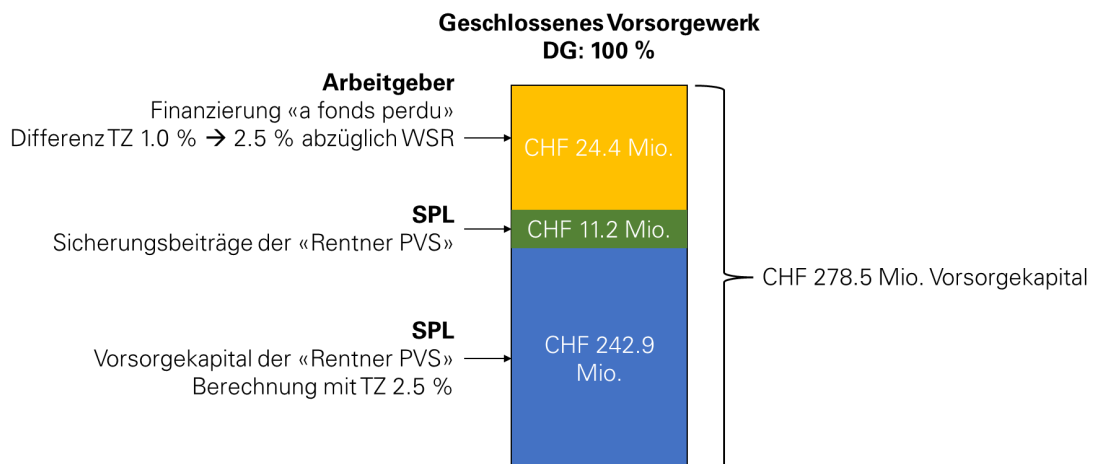 Geschlossenes Vorsorgewerk
DG: 100 %
Arbeitgeber
Finanzierung «a fonds perdu»
Differenz TZ 1.0 % → 2.5 % abzüglich WSR
CHF 24.4 Mio.
SPL
Sicherungsbeiträge der «Rentner PVS»
CHF 11.2 Mio.
CHF 278.5 Mio. Vorsorgekapital
SPL
Vorsorgekapital der «Rentner PVS»
Berechnung mit TZ 2.5 %
CHF 242.9
Mio.